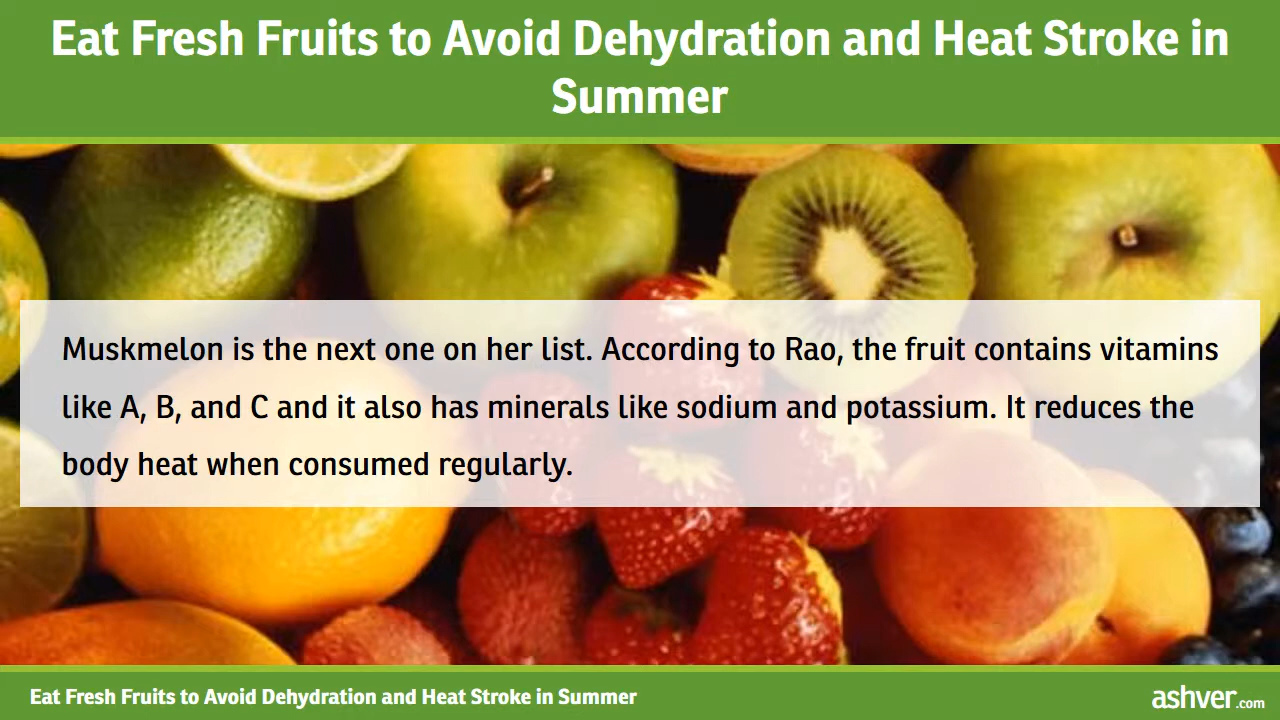 Eat Fresh Fruits to Avoid Dehydration and Heat Stroke in
Summer
Muskmelon is the next one on her list. According to Rao, the fruit contains vitamins
like A, B, and C and it also has minerals like sodium and potassium. It reduces the
body heat when consumed regularly.
Eat Fresh Fruits to Avoid Dehydration and Heat Stroke in Summer
ashver.com